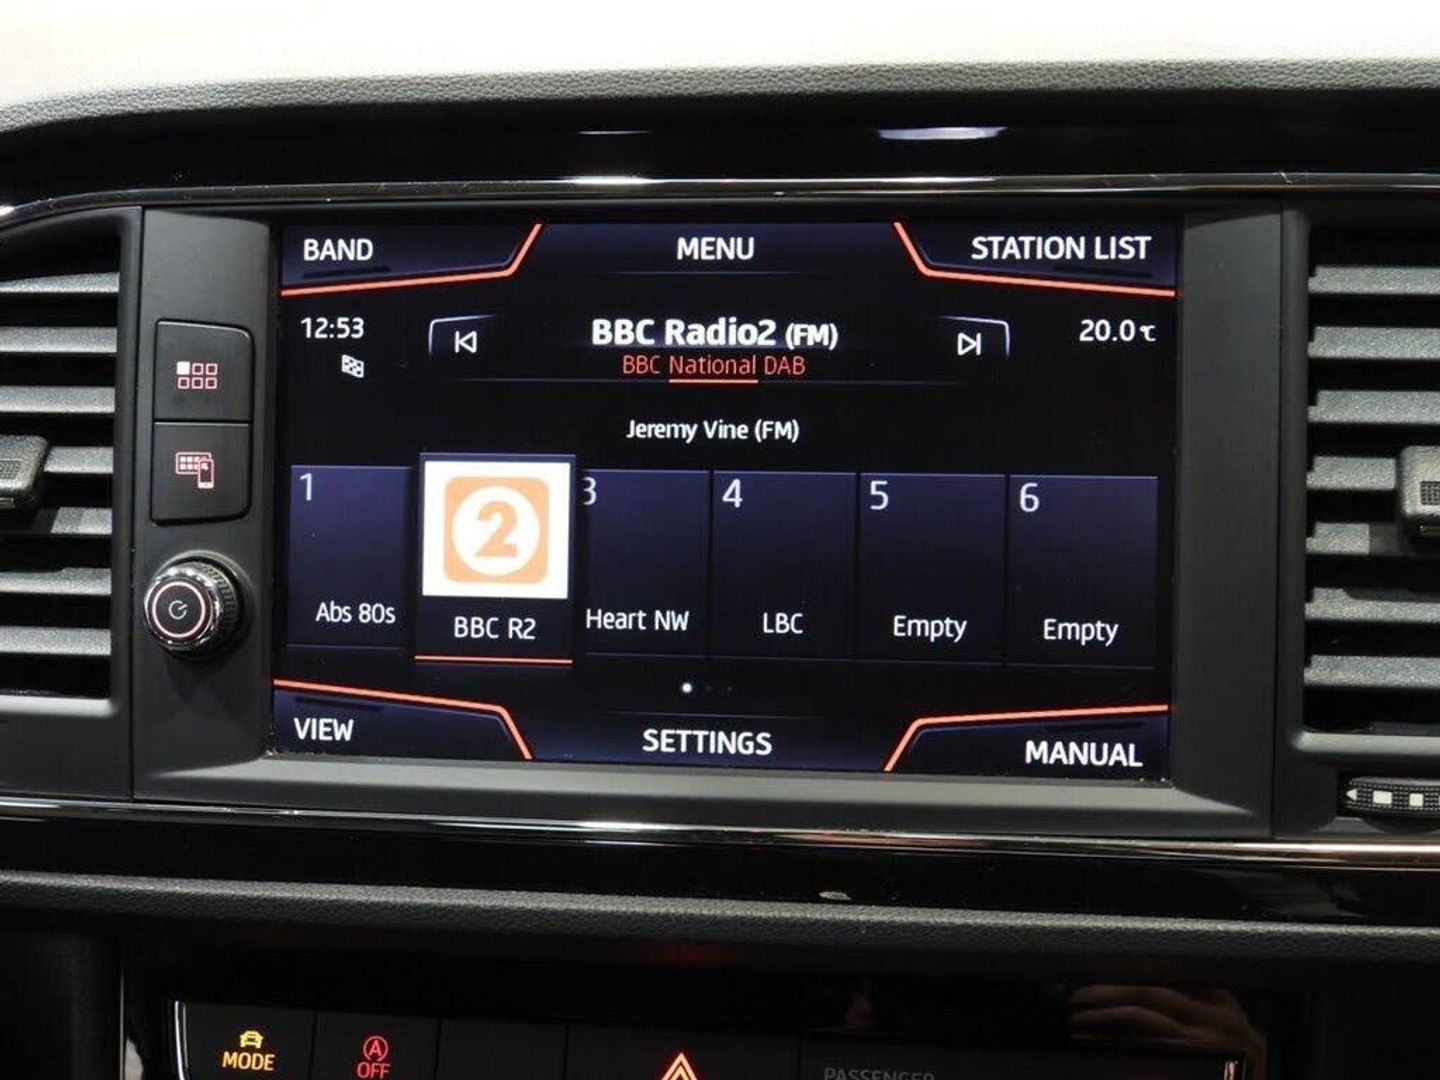 BAND MENU STATION LIST
12:53 BBC Radio2 (FM) 20.0℃
BBC National DAB
Jeremy Vine (FM)
1 2 3 4 5 6
Abs 80s BBC R2 Heart NW LBC Empty Empty
VIEW SETTINGS MANUAL
MODE
A
OFF
PASSENGER